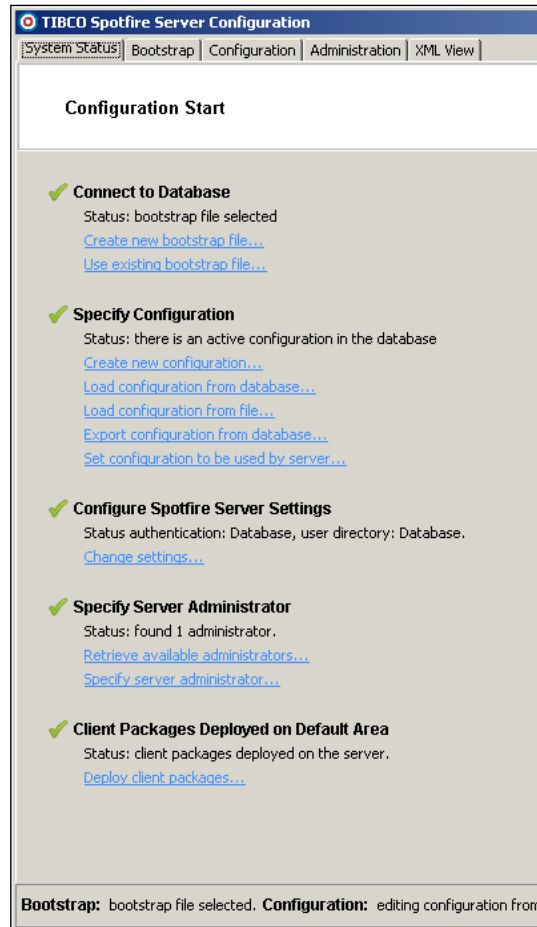 TIBCO Spotfire Server Configuration
System Status Bootstrap Configuration Administration XML View
Configuration Start
Connect to Database
Status: bootstrap file selected
Create new bootstrap file...
Use existing bootstrap file...
Specify Configuration
Status: there is an active configuration in the database
Create new configuration...
Load configuration from database...
Load configuration from file...
Export configuration from database...
Set configuration to be used by server...
Configure Spotfire Server Settings
Status authentication: Database, user directory: Database.
Change settings...
Specify Server Administrator
Status: found 1 administrator.
Retrieve available administrators...
Specify server administrator...
Client Packages Deployed on Default Area
Status: client packages deployed on the server.
Deploy client packages...
Bootstrap: bootstrap file selected. Configuration: editing configuration from